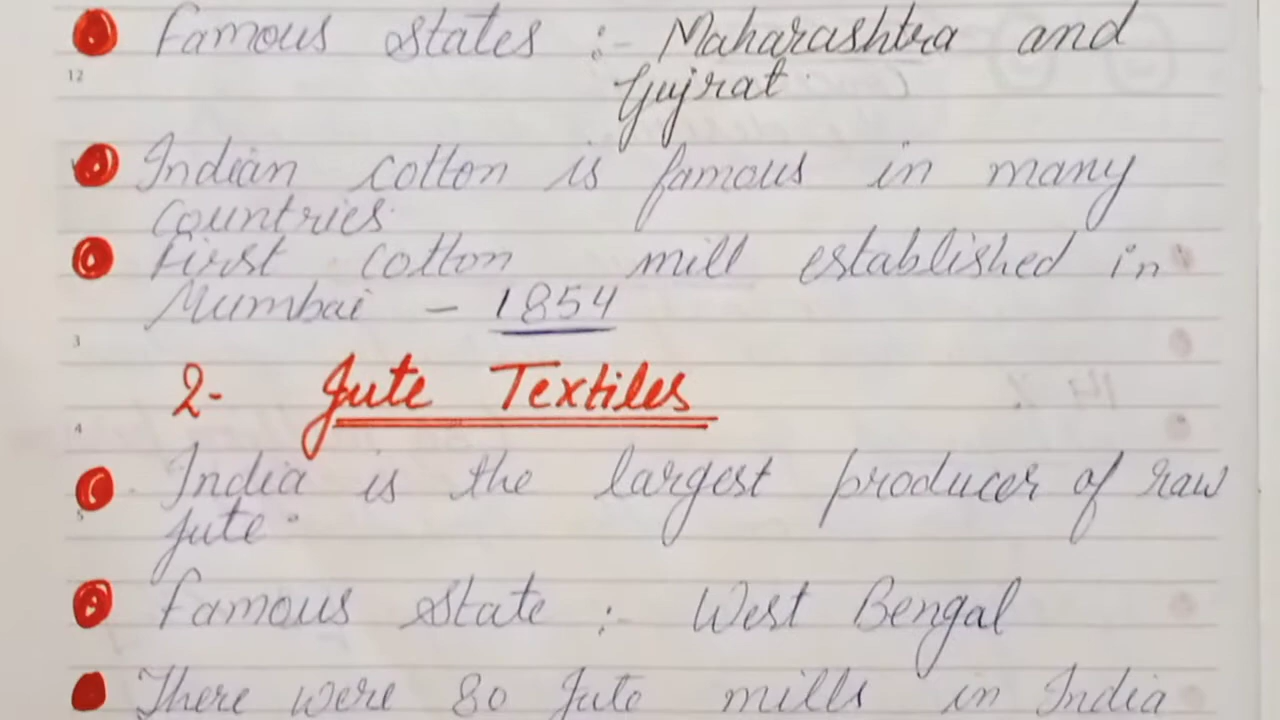 Famous States :- Maharashtra and
Gujrat.
Indian cotton is famous in many
countries.
First cotton mill established in
Mumbai - 1854
2- Jute Textiles
India is the largest producer of raw
jute.
Famous State :- West Bengal
There were 80 Jute mills in India